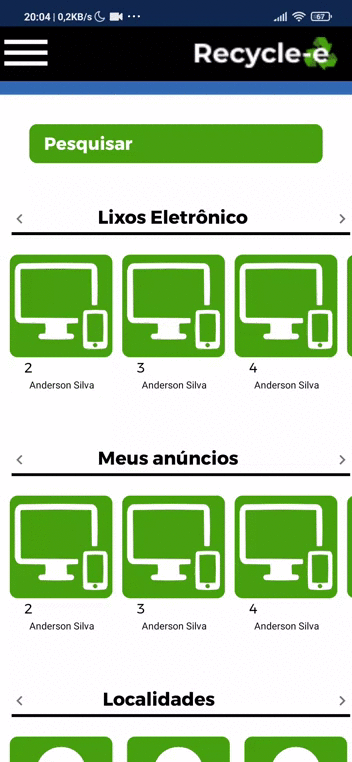 20:04 | 0,2KB/s ... 67
Recycle-e
Pesquisar
< Lixos Eletrônico >
2 3 4
Anderson Silva Anderson Silva Anderson Silva
< Meus anúncios >
2 3 4
Anderson Silva Anderson Silva Anderson Silva
< Localidades >